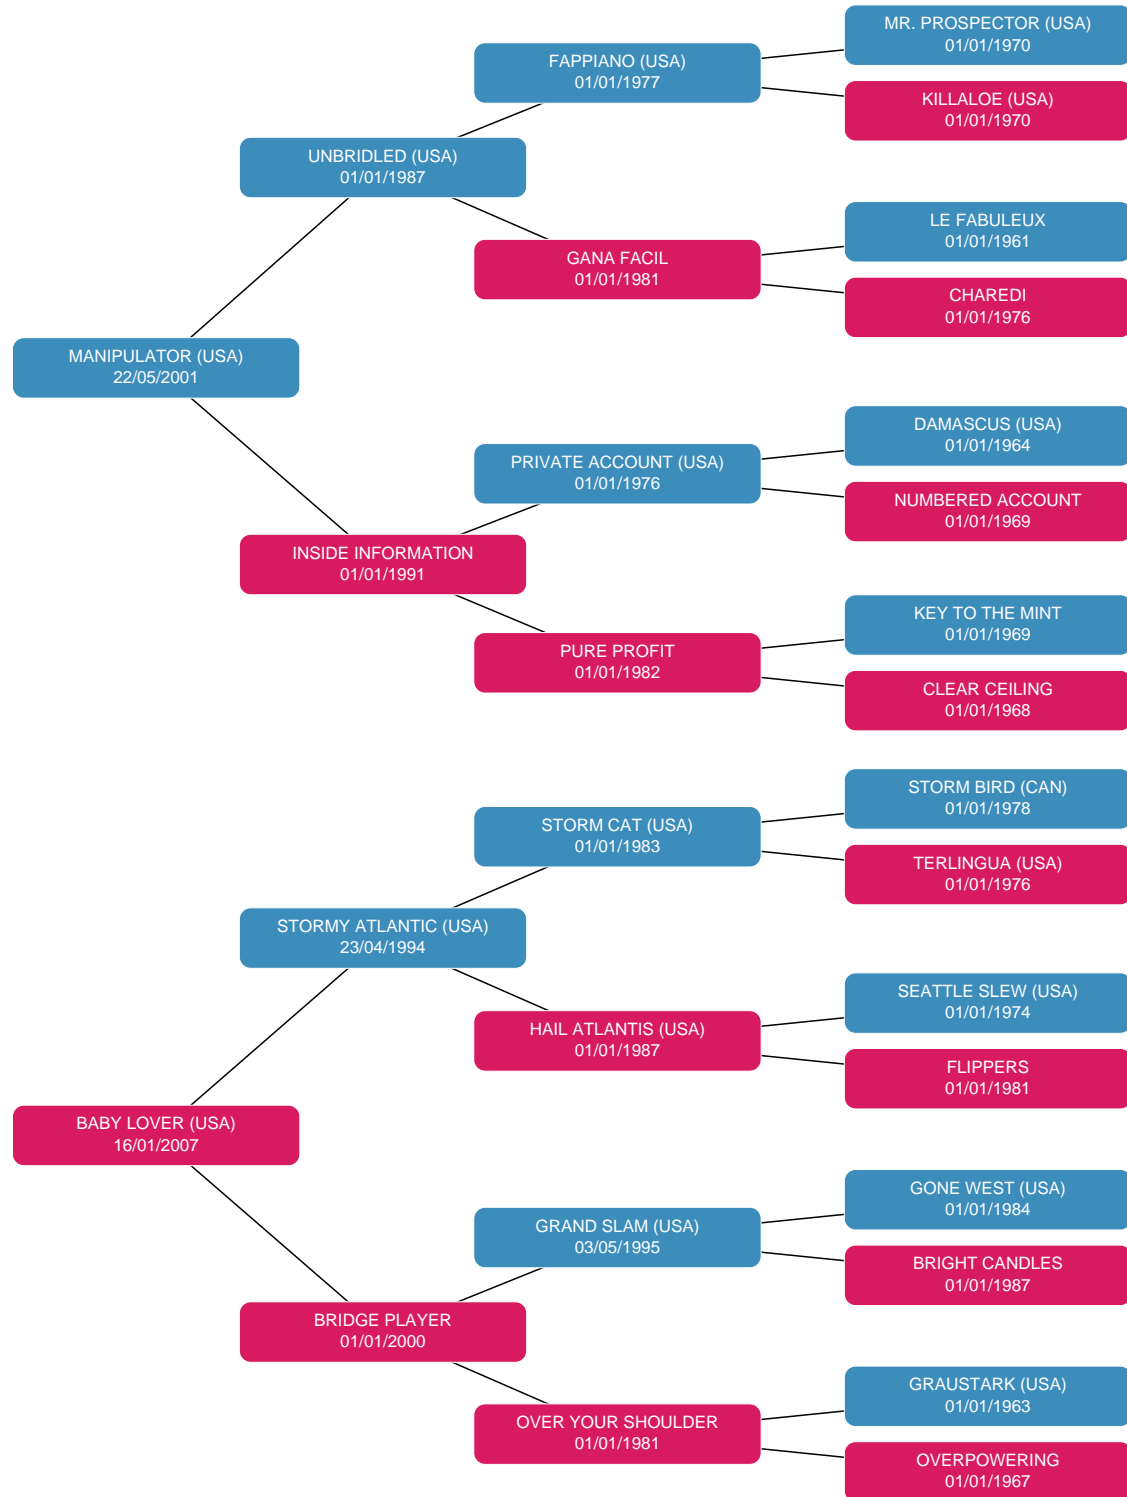 MR. PROSPECTOR (USA)
01/01/1970
FAPPIANO (USA)
01/01/1977
KILLALOE (USA)
01/01/1970
UNBRIDLED (USA)
01/01/1987
LE FABULEUX
01/01/1961
GANA FACIL
01/01/1981
CHAREDI
01/01/1976
MANIPULATOR (USA)
22/05/2001
DAMASCUS (USA)
01/01/1964
PRIVATE ACCOUNT (USA)
01/01/1976
NUMBERED ACCOUNT
01/01/1969
INSIDE INFORMATION
01/01/1991
KEY TO THE MINT
01/01/1969
PURE PROFIT
01/01/1982
CLEAR CEILING
01/01/1968
STORM BIRD (CAN)
01/01/1978
STORM CAT (USA)
01/01/1983
TERLINGUA (USA)
01/01/1976
STORMY ATLANTIC (USA)
23/04/1994
SEATTLE SLEW (USA)
01/01/1974
HAIL ATLANTIS (USA)
01/01/1987
FLIPPERS
01/01/1981
BABY LOVER (USA)
16/01/2007
GONE WEST (USA)
01/01/1984
GRAND SLAM (USA)
03/05/1995
BRIGHT CANDLES
01/01/1987
BRIDGE PLAYER
01/01/2000
GRAUSTARK (USA)
01/01/1963
OVER YOUR SHOULDER
01/01/1981
OVERPOWERING
01/01/1967